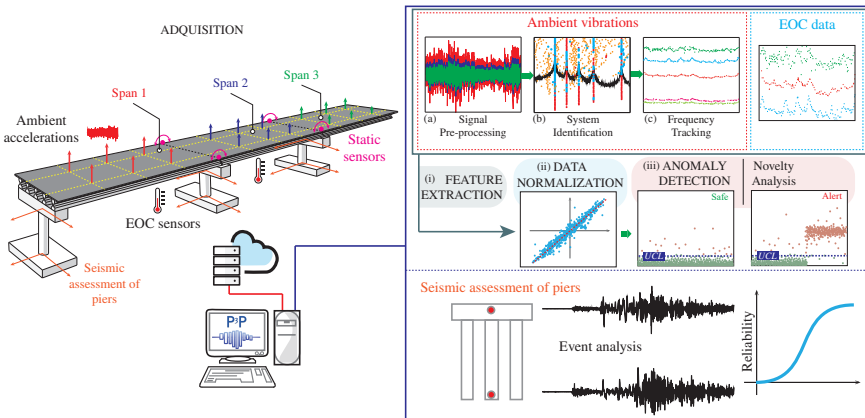 ADQUISITION
Span 1
Span 2
Span 3
Ambient
accelerations
Static
sensors
EOC sensors
Seismic
assessment of
piers
P³P
Ambient vibrations
EOC data
(a) Signal
Pre-processing
(b) System
Identification
(c) Frequency
Tracking
(i) FEATURE
EXTRACTION
(ii) DATA
NORMALIZATION
(iii) ANOMALY
DETECTION
Novelty
Analysis
Safe
Alert
UCL
UCL
Seismic assessment of piers
Event analysis
Reliability